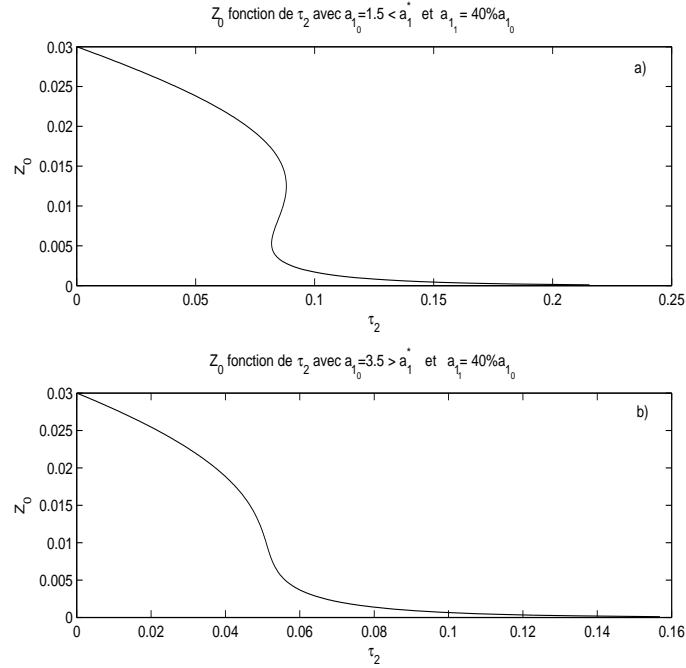 Z₀ fonction de τ₂ avec a₁₀=1.5 < a₁* et a₁₁ = 40%a₁₀
a)
0.03
0.025
0.02
0.015
0.01
0.005
0
Z₀
0 0.05 0.1 0.15 0.2 0.25
τ₂
Z₀ fonction de τ₂ avec a₁₀=3.5 > a₁* et a₁₁= 40%a₁₀
b)
0.03
0.025
0.02
0.015
0.01
0.005
0
Z₀
0 0.02 0.04 0.06 0.08 0.1 0.12 0.14 0.16
τ₂